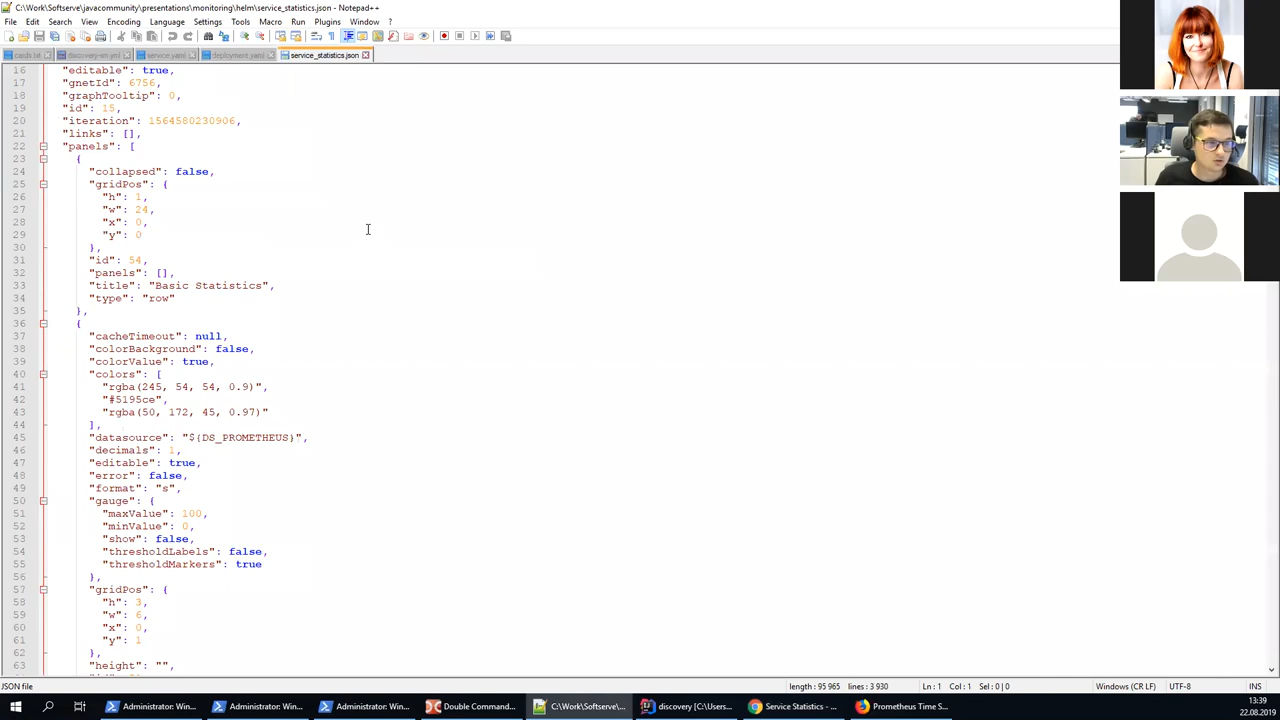 C:\Work\Softserve\javacommunity\presentations\monitoring\helm\service_statistics.json - Notepad++
File Edit Search View Encoding Language Settings Tools Macro Run Plugins Window ?
cards.txt discovery-sm.yml service.yaml deployment.yaml service_statistics.json
16 "editable": true,
17 "gnetId": 6756,
18 "graphTooltip": 0,
19 "id": 15,
20 "iteration": 1564580230906,
21 "links": [],
22 "panels": [
23 {
24 "collapsed": false,
25 "gridPos": {
26 "h": 1,
27 "w": 24,
28 "x": 0,
29 "y": 0
30 },
31 "id": 54,
32 "panels": [],
33 "title": "Basic Statistics",
34 "type": "row"
35 },
36 {
37 "cacheTimeout": null,
38 "colorBackground": false,
39 "colorValue": true,
40 "colors": [
41 "rgba(245, 54, 54, 0.9)",
42 "#5195ce",
43 "rgba(50, 172, 45, 0.97)"
44 ],
45 "datasource": "${DS_PROMETHEUS}",
46 "decimals": 1,
47 "editable": true,
48 "error": false,
49 "format": "s",
50 "gauge": {
51 "maxValue": 100,
52 "minValue": 0,
53 "show": false,
54 "thresholdLabels": false,
55 "thresholdMarkers": true
56 },
57 "gridPos": {
58 "h": 3,
59 "w": 6,
60 "x": 0,
61 "y": 1
62 },
63 "height": "",
JSON file length : 95 965 lines : 3 930 Ln : 1 Col : 1 Sel : 0 | 0 Windows (CR LF) UTF-8 INS
Administrator: Win... Administrator: Win... Administrator: Win... Double Command... C:\Work\Softserve\... discovery [C:\Users... Service Statistics - ... Prometheus Time S...
13:39
22.08.2019